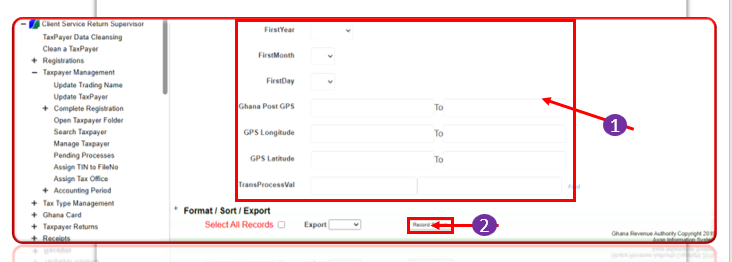 Client Service Return Supervisor
TaxPayer Data Cleansing
Clean a TaxPayer
Registrations
Taxpayer Management
Update Trading Name
Update TaxPayer
Complete Registration
Open Taxpayer Folder
Search Taxpayer
Manage Taxpayer
Pending Processes
Assign TIN to FileNo
Assign Tax Office
Accounting Period
Tax Type Management
Ghana Card
Taxpayer Returns
Receipts
FirstYear
FirstMonth
FirstDay
Ghana Post GPS To
GPS Longitude To
GPS Latitude To
TransProcessVal
1
Format / Sort / Export
Select All Records Export Record 2
Ghana Revenue Authority Copyright 201